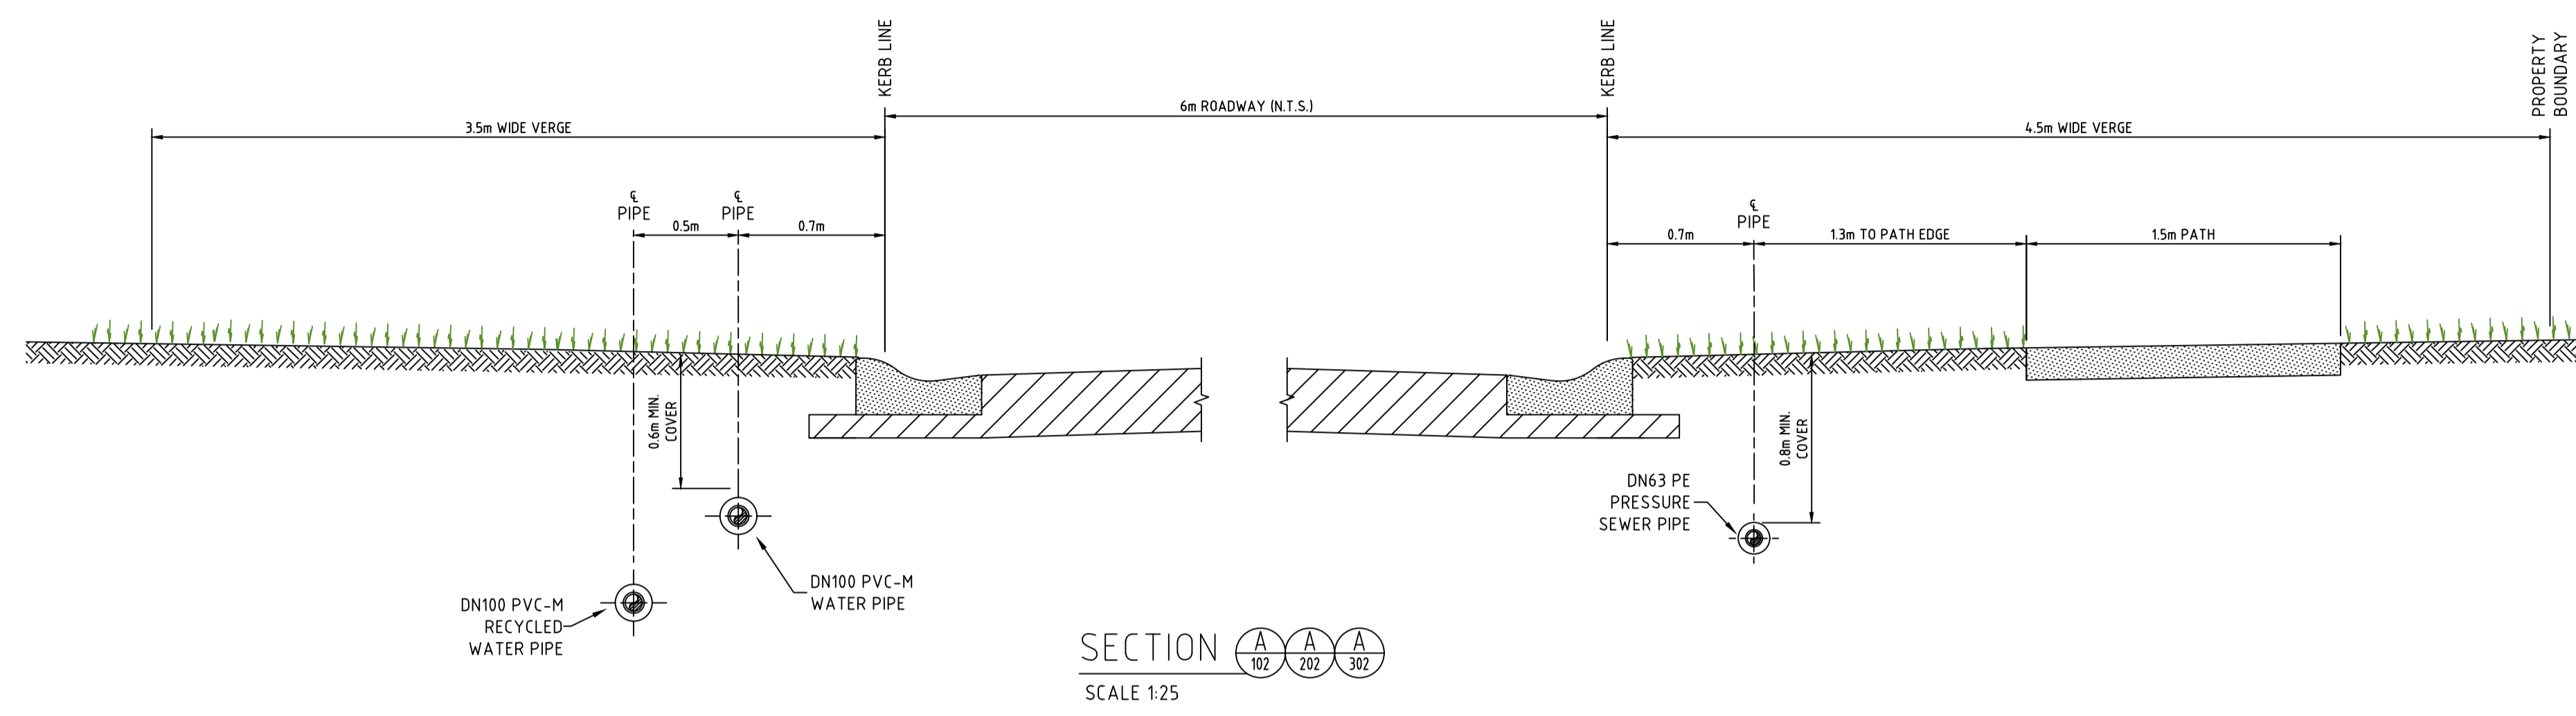 KERB LINE
KERB LINE
PROPERTY
BOUNDARY
6m ROADWAY (N.T.S.)
3.5m WIDE VERGE
4.5m WIDE VERGE
℄
PIPE
℄
PIPE
℄
PIPE
0.5m
0.7m
0.7m
1.3m TO PATH EDGE
1.5m PATH
0.6m MIN.
COVER
0.8m MIN.
COVER
DN63 PE
PRESSURE
SEWER PIPE
DN100 PVC-M
WATER PIPE
DN100 PVC-M
RECYCLED
WATER PIPE
SECTION
A
102
A
202
A
302
SCALE 1:25